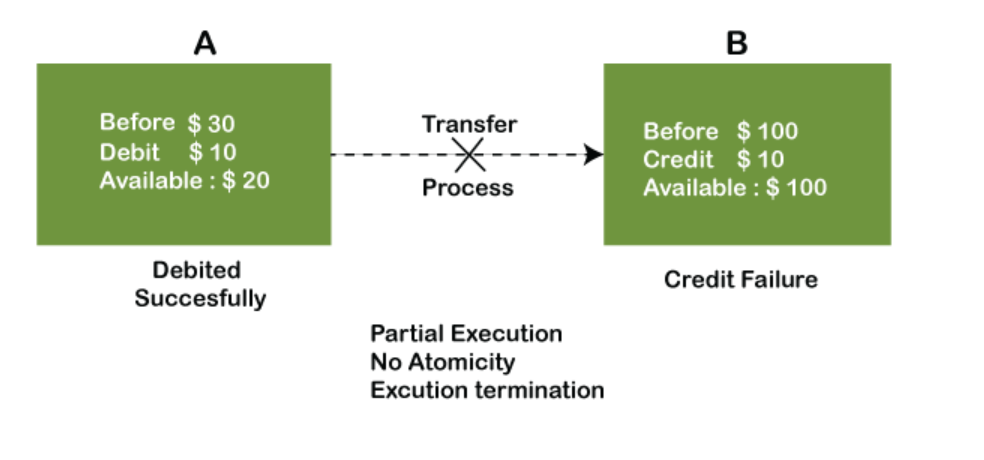 A
Before $ 30
Debit $ 10
Available : $ 20
Debited
Succesfully
Transfer
Process
B
Before $ 100
Credit $ 10
Available : $ 100
Credit Failure
Partial Execution
No Atomicity
Excution termination